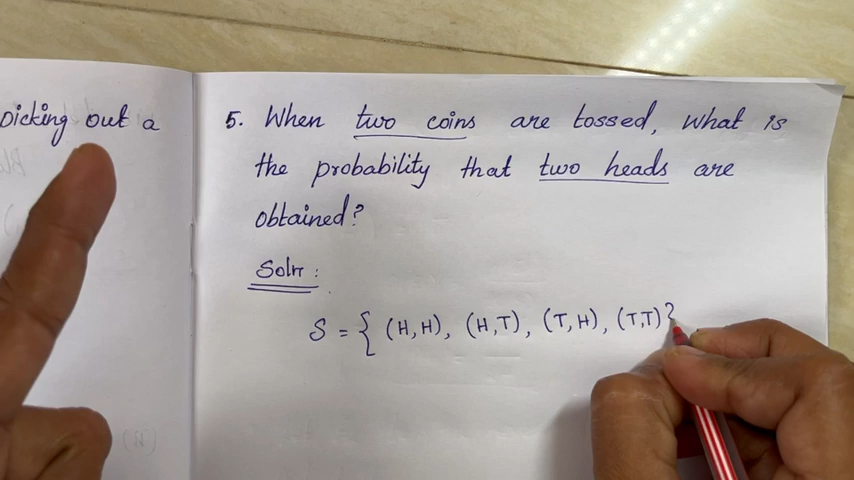 Picking out a
5. When two coins are tossed, what is
the probability that two heads are
obtained?
Soln:
S = { (H,H), (H,T), (T,H), (T,T) }